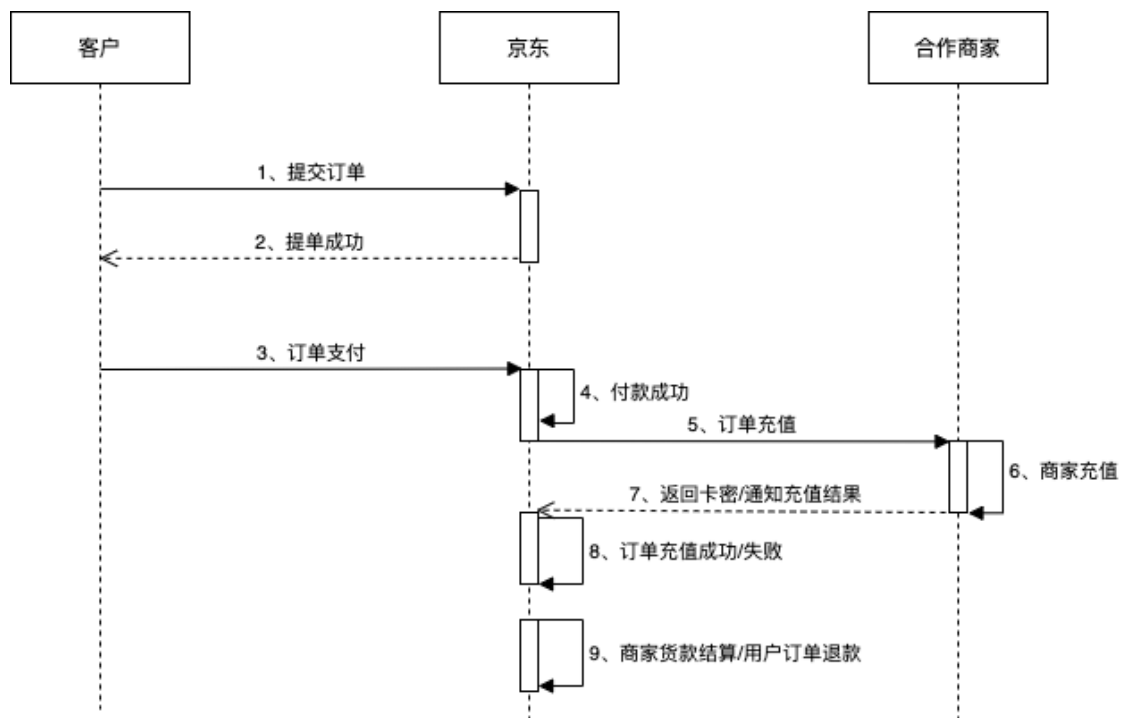 客户
京东
合作商家
1、提交订单
2、提单成功
3、订单支付
4、付款成功
5、订单充值
6、商家充值
7、返回卡密/通知充值结果
8、订单充值成功/失败
9、商家货款结算/用户订单退款